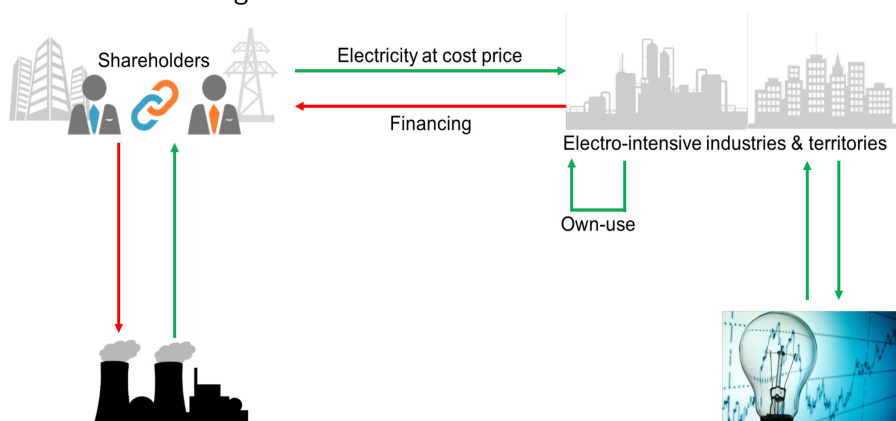 Shareholders
Electricity at cost price
Financing
Electro-intensive industries & territories
Own-use